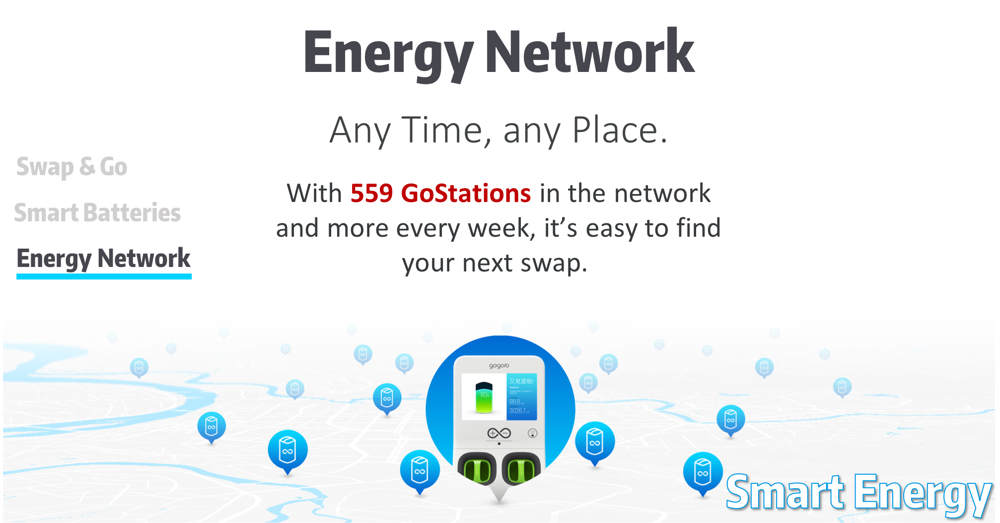 Energy Network
Any Time, any Place.
Swap & Go
Smart Batteries
Energy Network
With 559 GoStations in the network
and more every week, it’s easy to find
your next swap.
gogoro
80%
又見面啦!
99.8
3026.7
Smart Energy